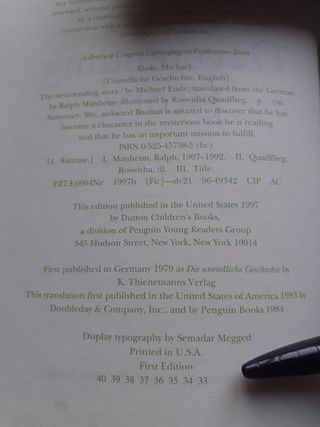 without
by a reviewer
connection with a
newspaper, or
Library of Congress Cataloging-in-Publication Data
Ende, Michael.
[Unendliche Geschichte. English]
The neverending story / by Michael Ende; translated from the German
by Ralph Manheim; illustrated by Roswitha Quadflieg. p. cm.
Summary: Shy, awkward Bastian is amazed to discover that he has
become a character in the mysterious book he is reading
and that he has an important mission to fulfill.
ISBN 0-525-45758-5 (hc)
[1. Fantasy.] I. Manheim, Ralph, 1907-1992. II. Quadflieg,
Roswitha, ill. III. Title.
PZ7.E6964Ne 1997b [Fic]—dc21 96-49342 CIP AC
This edition published in the United States 1997
by Dutton Children's Books,
a division of Penguin Young Readers Group
345 Hudson Street, New York, New York 10014
First published in Germany 1979 as Die unendliche Geschichte by
K. Thienemanns Verlag
This translation first published in the United States of America 1983 by
Doubleday & Company, Inc., and by Penguin Books 1984
Display typography by Semadar Megged
Printed in U.S.A.
First Edition
40 39 38 37 36 35 34 33